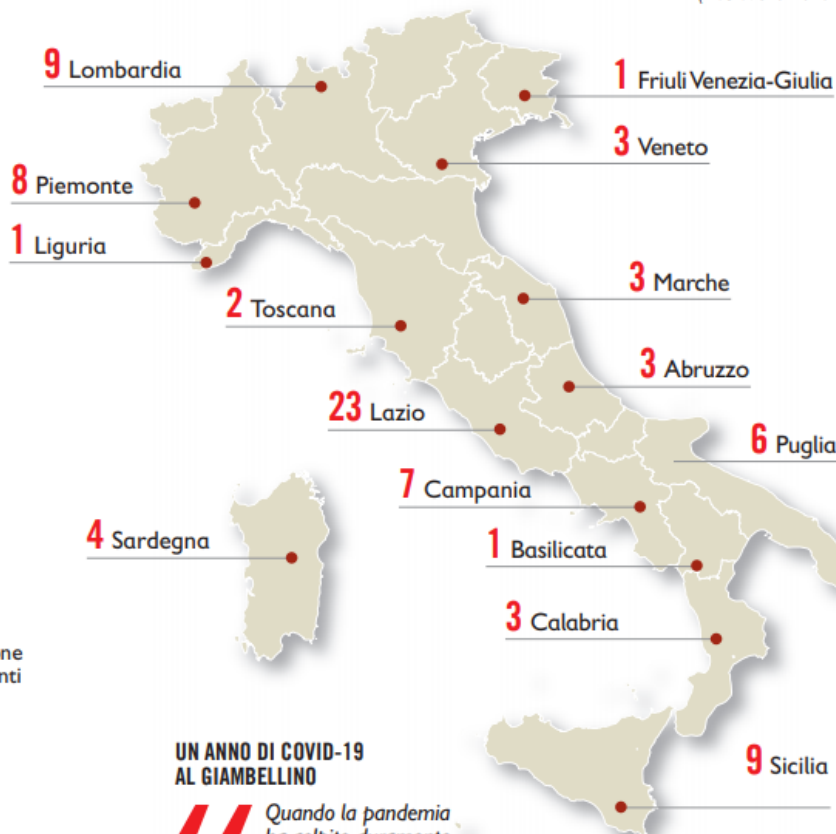 9 Lombardia
1 Friuli Venezia-Giulia
3 Veneto
8 Piemonte
1 Liguria
3 Marche
2 Toscana
3 Abruzzo
23 Lazio
6 Puglia
7 Campania
4 Sardegna
1 Basilicata
3 Calabria
9 Sicilia
UN ANNO DI COVID-19
AL GIAMBELLINO
Quando la pandemia